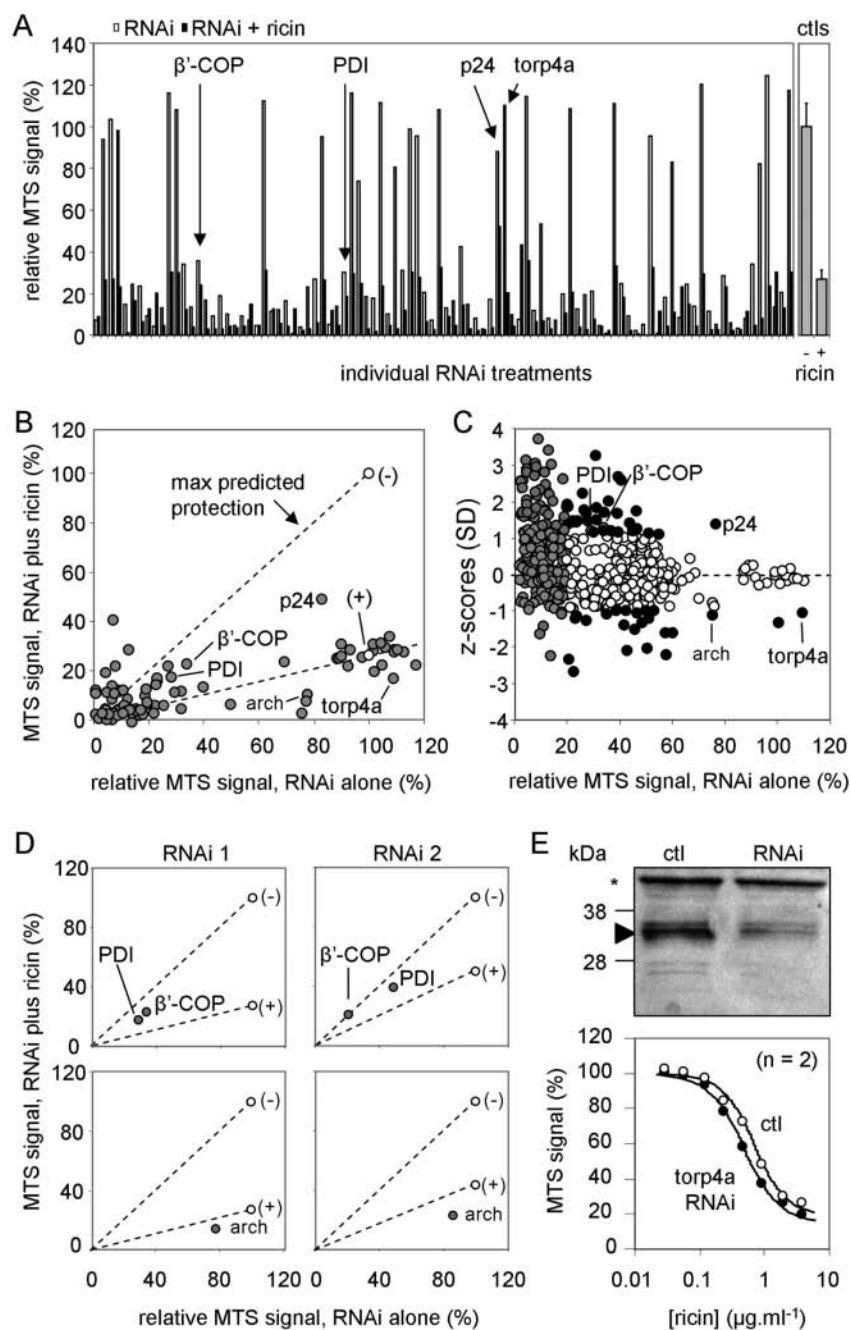 A
RNAi RNAi + ricin
ctls
relative MTS signal (%)
140
120
100
80
60
40
20
0
β’-COP
PDI
p24
torp4a
- +
individual RNAi treatments
ricin
B
MTS signal, RNAi plus ricin (%)
120
100
80
60
40
20
0
max predicted
protection
(-)
p24
(+)
β’-COP
PDI
arch
torp4a
0 20 40 60 80 100 120
relative MTS signal, RNAi alone (%)
C
z-scores (SD)
4
3
2
1
0
-1
-2
-3
-4
PDI
β’-COP
p24
arch
torp4a
0 20 40 60 80 100 120
relative MTS signal, RNAi alone (%)
D
RNAi 1
RNAi 2
MTS signal, RNAi plus ricin (%)
120
80
40
0
(-)
PDI
β’-COP
(+)
(-)
β’-COP
PDI
(+)
120
80
40
0
(-)
(+)
arch
(-)
(+)
arch
0 40 80 120
0 40 80 120
relative MTS signal, RNAi alone (%)
E
kDa
ctl
RNAi
*
38
28
MTS signal (%)
120
100
80
60
40
20
0
(n = 2)
ctl
torp4a
RNAi
0.01 0.1 1 10
[ricin] (μg.ml-1)